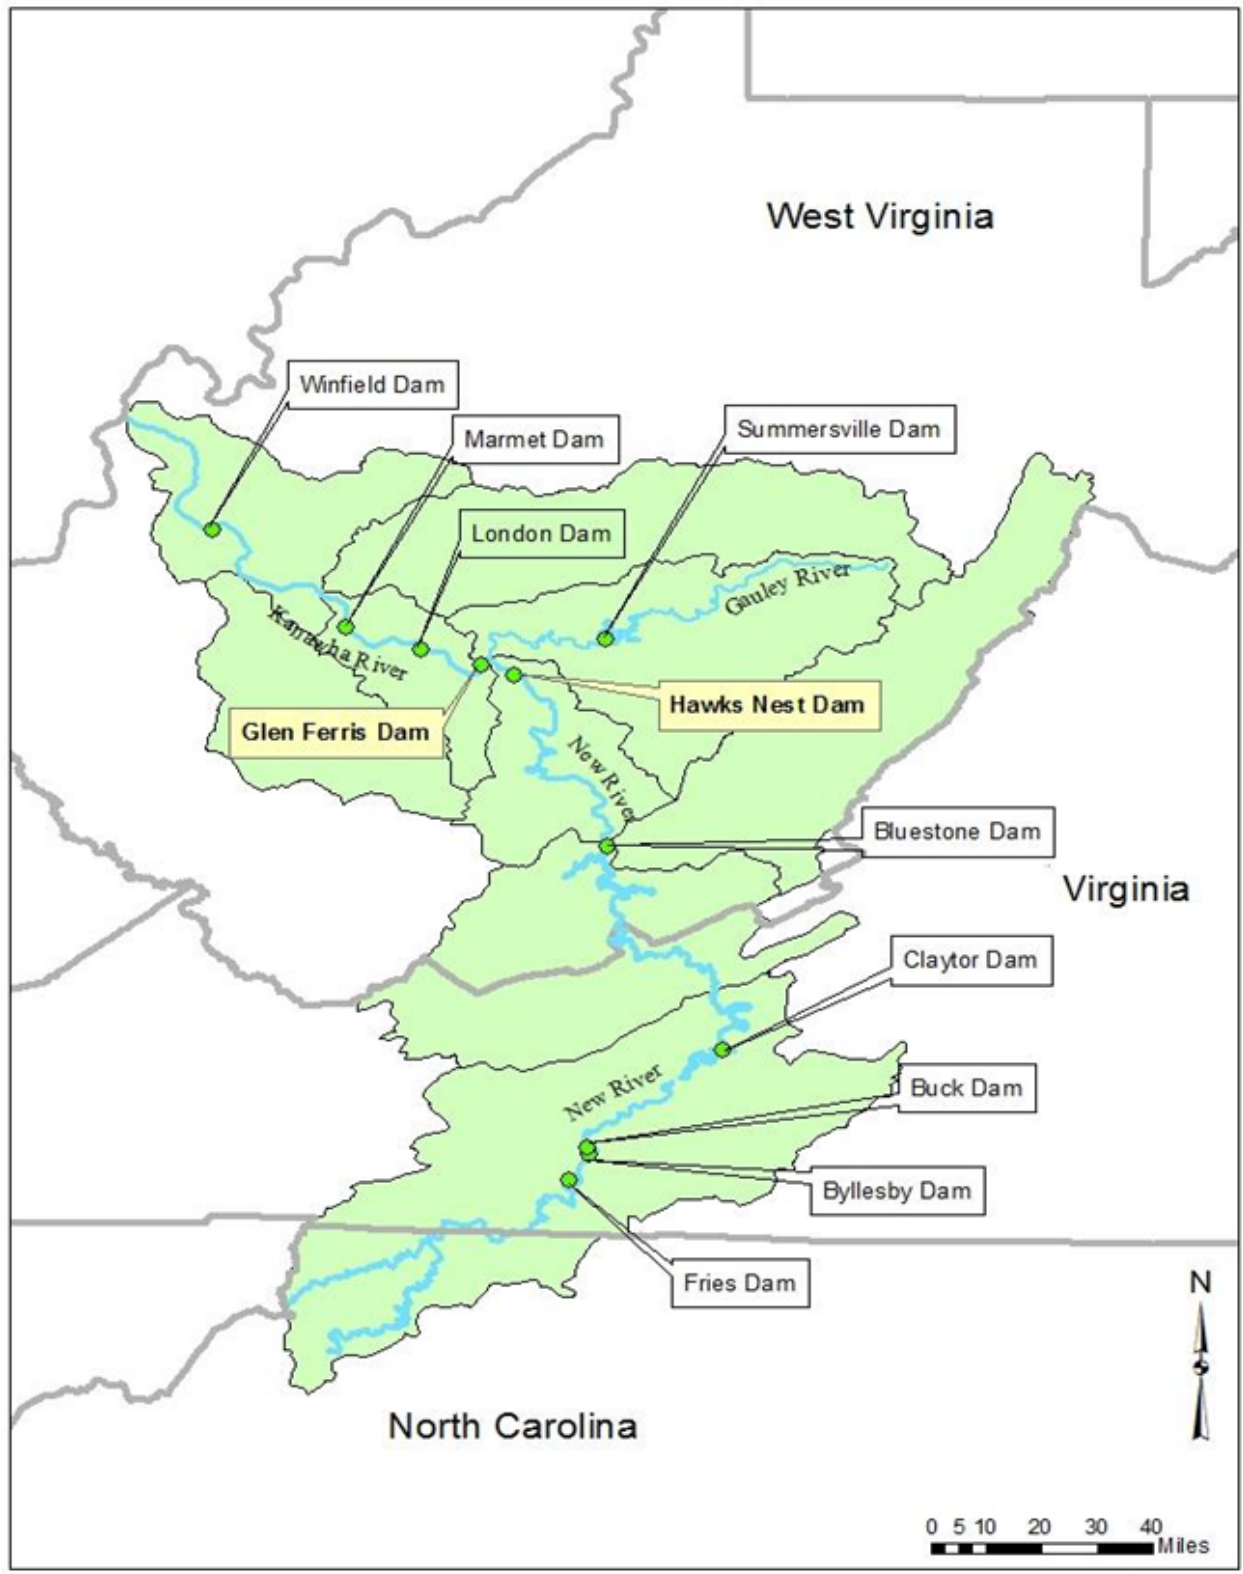 West Virginia
Winfield Dam
Marmet Dam
Summersville Dam
London Dam
Gauley River
Kanawha River
Hawks Nest Dam
Glen Ferris Dam
New River
Bluestone Dam
Virginia
Claytor Dam
New River
Buck Dam
Byllesby Dam
Fries Dam
N
North Carolina
0 5 10 20 30 40
Miles